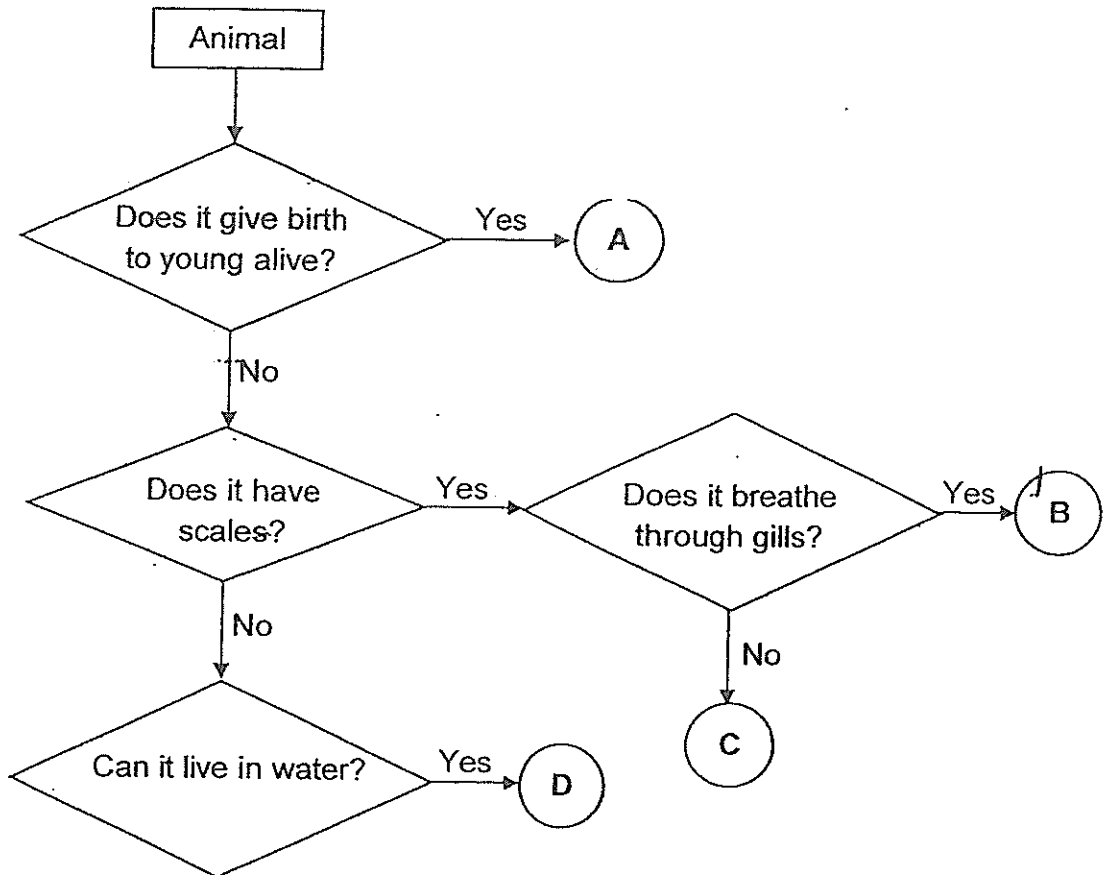 Animal
Does it give birth
to young alive?
Yes
A
No
Does it have
scales?
Yes
Does it breathe
through gills?
Yes
B
No
No
C
Can it live in water?
Yes
D